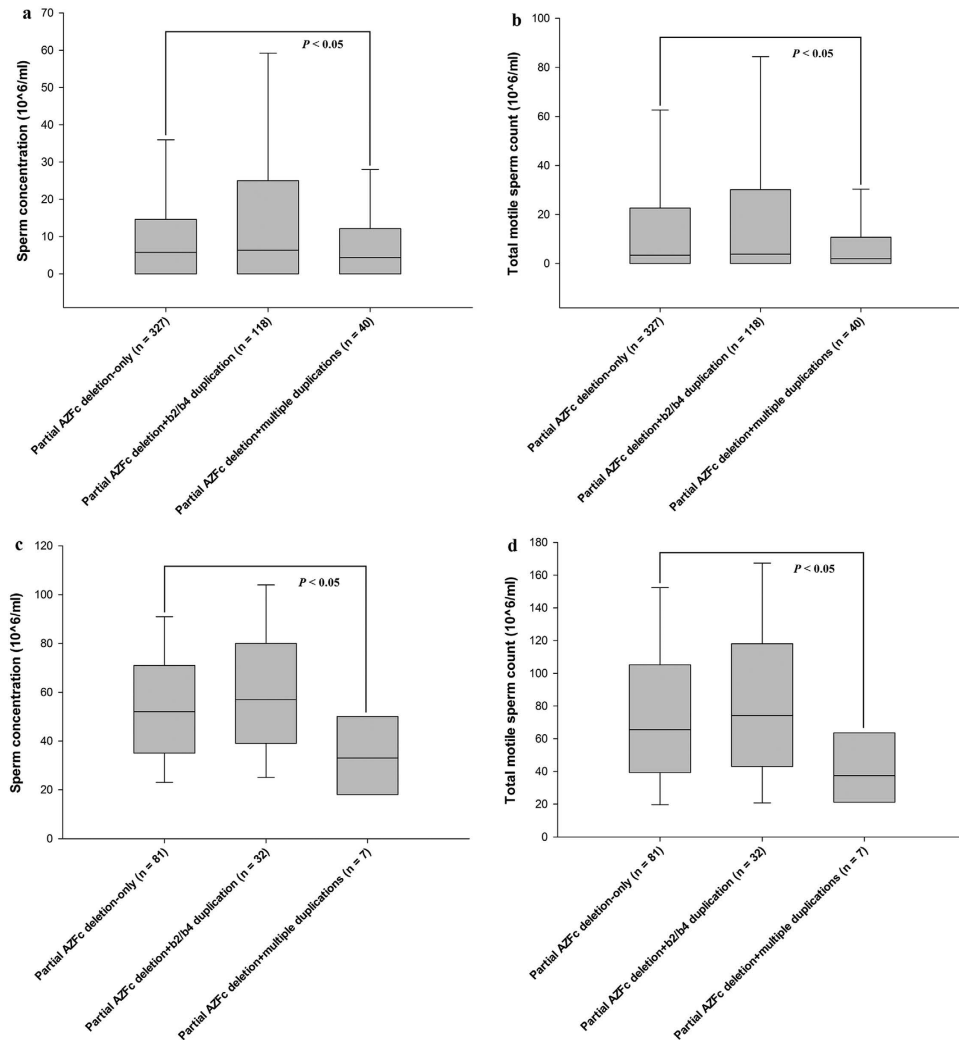 a
Sperm concentration (10^6/ml)
70
60
50
40
30
20
10
0
P < 0.05
Partial AZFc deletion-only (n = 327)
Partial AZFc deletion+b2/b4 duplication (n = 118)
Partial AZFc deletion+multiple duplications (n = 40)
b
Total motile sperm count (10^6/ml)
100
80
60
40
20
0
P < 0.05
Partial AZFc deletion-only (n = 327)
Partial AZFc deletion+b2/b4 duplication (n = 118)
Partial AZFc deletion+multiple duplications (n = 40)
c
Sperm concentration (10^6/ml)
120
100
80
60
40
20
0
P < 0.05
Partial AZFc deletion-only (n = 81)
Partial AZFc deletion+b2/b4 duplication (n = 32)
Partial AZFc deletion+multiple duplications (n = 7)
d
Total motile sperm count (10^6/ml)
180
160
140
120
100
80
60
40
20
0
P < 0.05
Partial AZFc deletion-only (n = 81)
Partial AZFc deletion+b2/b4 duplication (n = 32)
Partial AZFc deletion+multiple duplications (n = 7)